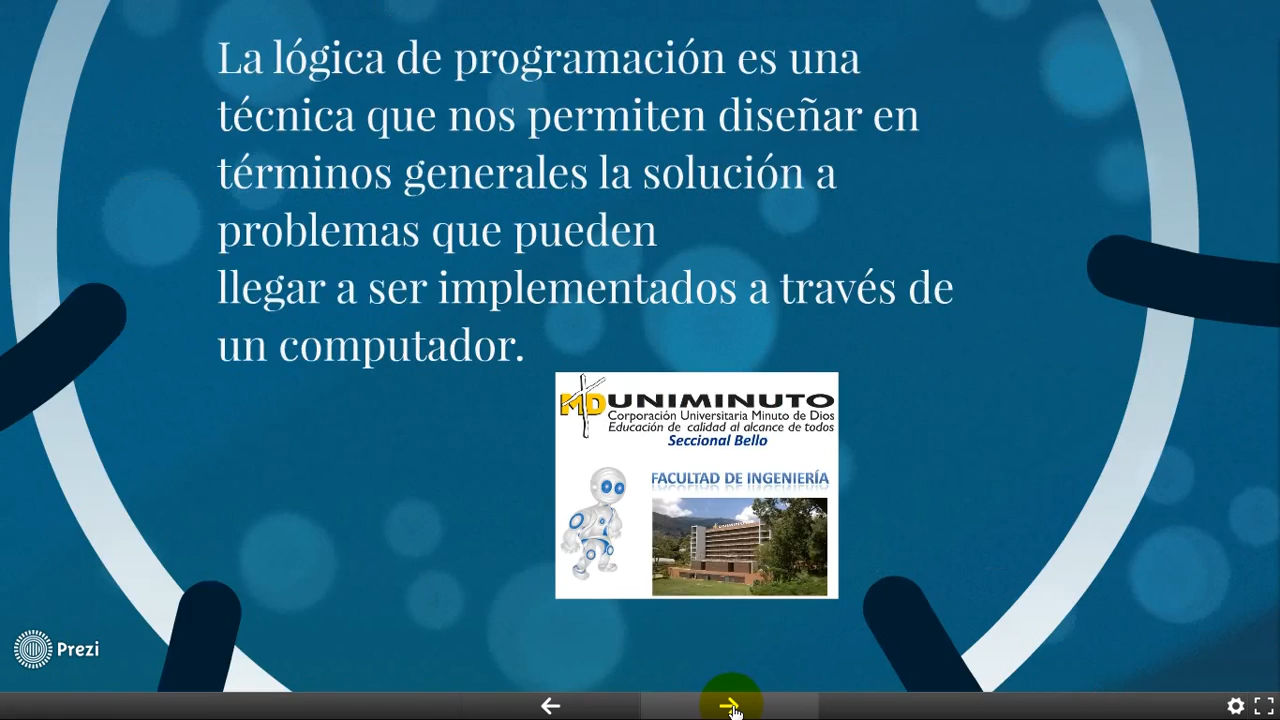 La lógica de programación es una
técnica que nos permiten diseñar en
términos generales la solución a
problemas que pueden
llegar a ser implementados a través de
un computador.
MD UNIMINUTO
Corporación Universitaria Minuto de Dios
Educación de calidad al alcance de todos
Seccional Bello
FACULTAD DE INGENIERÍA
Prezi